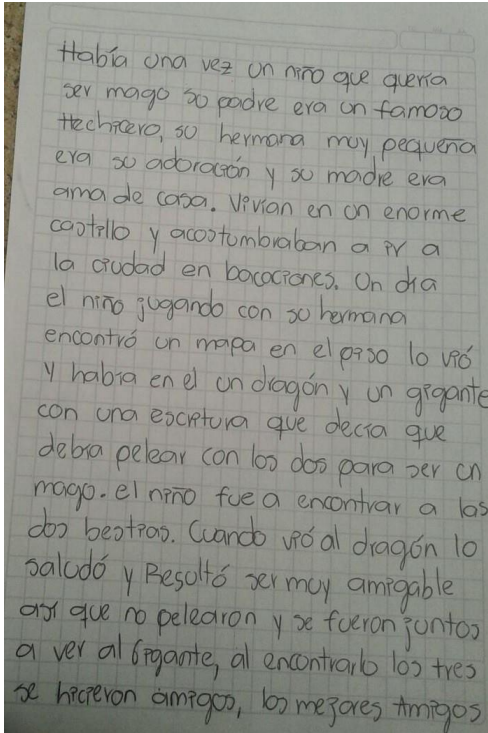 Había una vez un niño que quería
ser mago su padre era un famoso
Hechicero, su hermana muy pequeña
era su adoración y su madre era
ama de casa. Vivían en un enorme
castillo y acostumbraban a ir a
la ciudad en bacaciones. Un día
el niño jugando con su hermana
encontró un mapa en el piso lo vió
y había en el un dragón y un gigante
con una escritura que decía que
debía pelear con los dos para ser un
mago. el niño fue a encontrar a las
dos bestias. Cuando vió al dragón lo
saludó y Resultó ser muy amigable
así que no pelearon y se fueron juntos
a ver al Gigante, al encontrarlo los tres
se hicieron amigos, los mejores Amigos